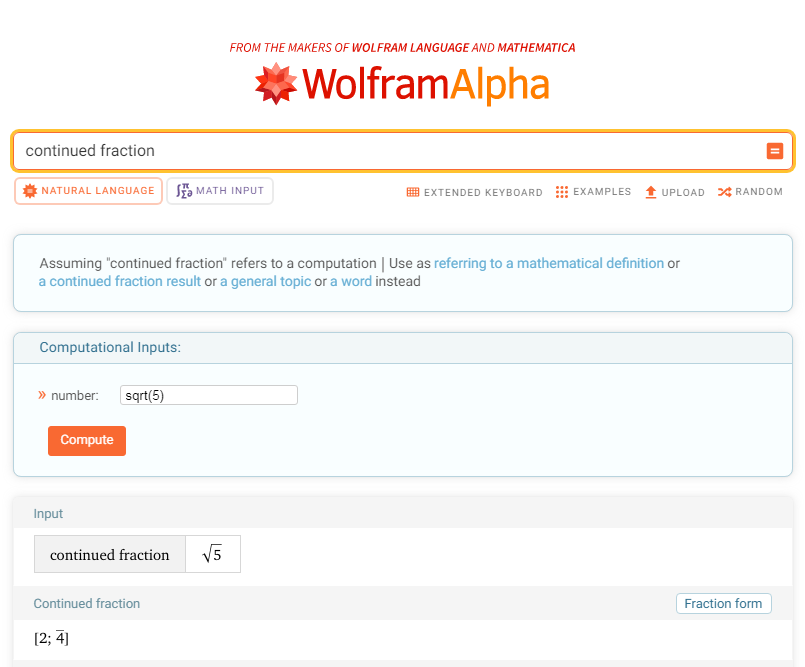 FROM THE MAKERS OF WOLFRAM LANGUAGE AND MATHEMATICA
WolframAlpha
continued fraction
NATURAL LANGUAGE
MATH INPUT
EXTENDED KEYBOARD
EXAMPLES
UPLOAD
RANDOM
Assuming "continued fraction" refers to a computation | Use as referring to a mathematical definition or
a continued fraction result or a general topic or a word instead
Computational Inputs:
» number: sqrt(5)
Compute
Input
continued fraction √5
Continued fraction
Fraction form
[2; 4̅]